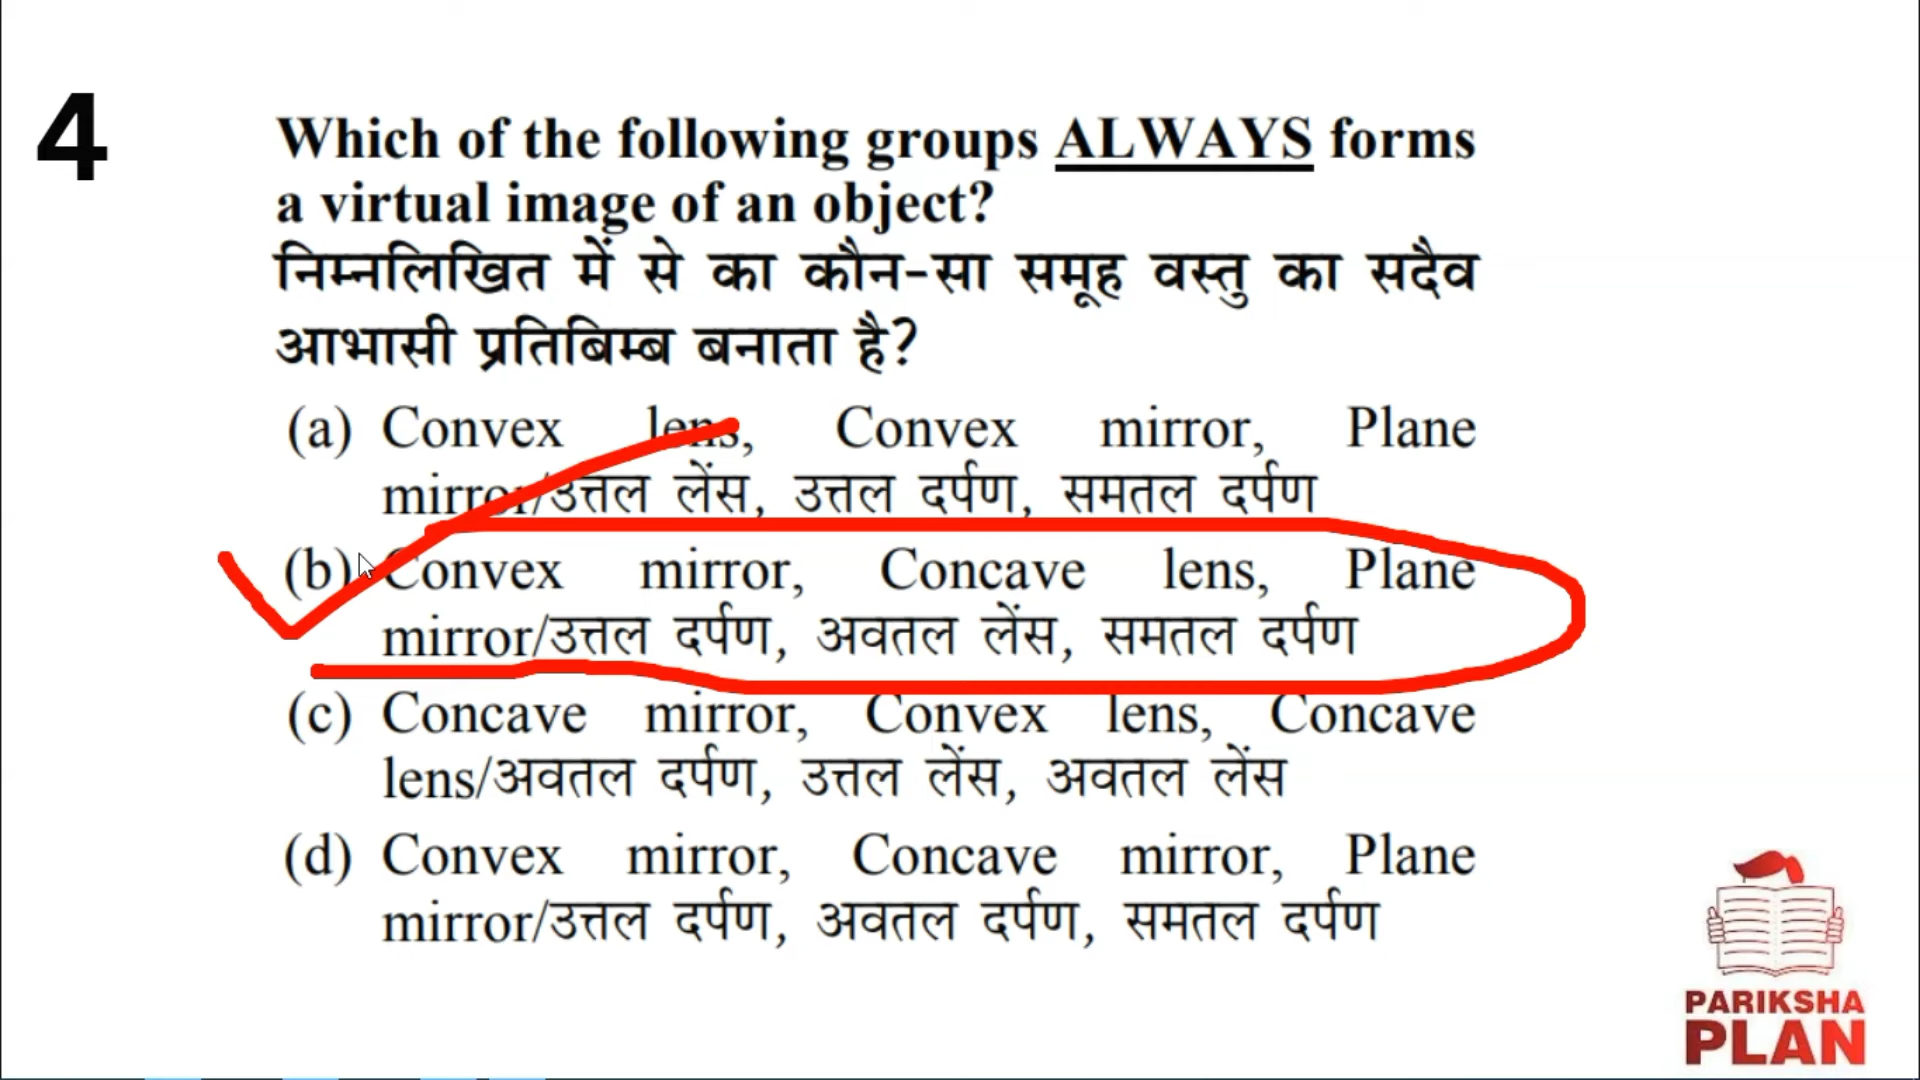 4
Which of the following groups ALWAYS forms
a virtual image of an object?
निम्नलिखित में से का कौन-सा समूह वस्तु का सदैव
आभासी प्रतिबिम्ब बनाता है?
(a) Convex lens, Convex mirror, Plane
mirror/उत्तल लेंस, उत्तल दर्पण, समतल दर्पण
(b) Convex mirror, Concave lens, Plane
mirror/उत्तल दर्पण, अवतल लेंस, समतल दर्पण
(c) Concave mirror, Convex lens, Concave
lens/अवतल दर्पण, उत्तल लेंस, अवतल लेंस
(d) Convex mirror, Concave mirror, Plane
mirror/उत्तल दर्पण, अवतल दर्पण, समतल दर्पण
PARIKSHA
PLAN